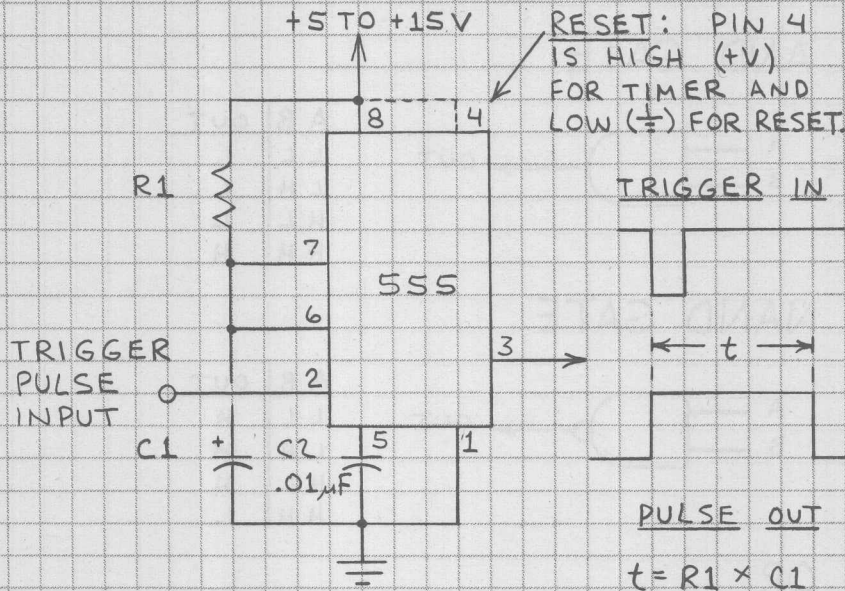 +5 TO +15V
RESET: PIN 4
IS HIGH (+V)
FOR TIMER AND
LOW (⏚) FOR RESET.
8
4
R1
TRIGGER IN
7
555
6
3
t
TRIGGER
PULSE
INPUT
2
5
1
C1
+
C2
.01µF
PULSE OUT
t = R1 × C1